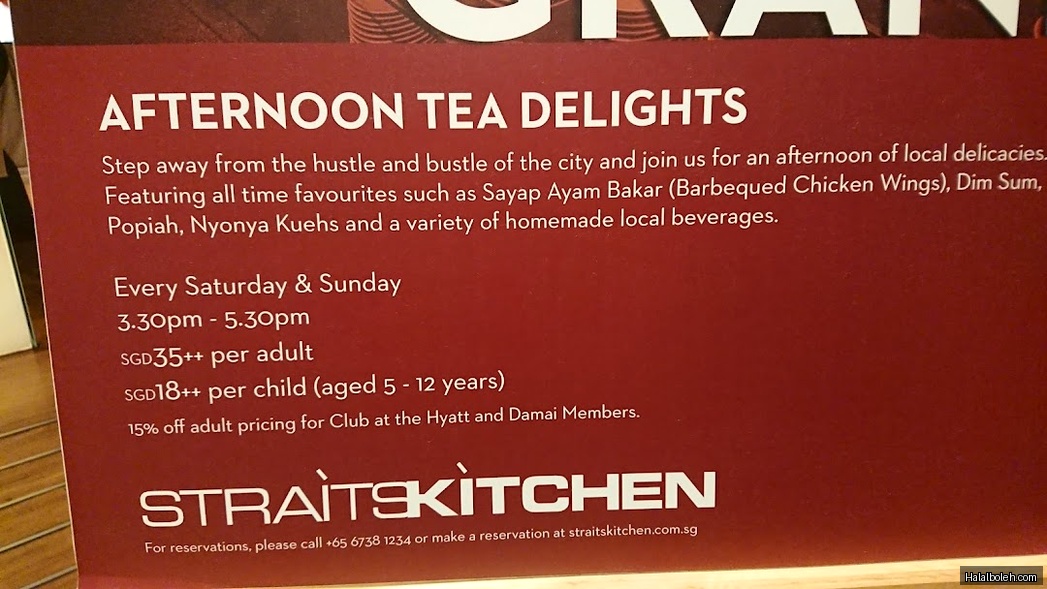 GRAN
AFTERNOON TEA DELIGHTS
Step away from the hustle and bustle of the city and join us for an afternoon of local delicacies.
Featuring all time favourites such as Sayap Ayam Bakar (Barbequed Chicken Wings), Dim Sum,
Popiah, Nyonya Kuehs and a variety of homemade local beverages.
Every Saturday & Sunday
3.30pm - 5.30pm
SGD35++ per adult
SGD18++ per child (aged 5 - 12 years)
15% off adult pricing for Club at the Hyatt and Damai Members.
STRAÌTSKÌTCHEN
For reservations, please call +65 6738 1234 or make a reservation at straitskitchen.com.sg
Halalboleh.com